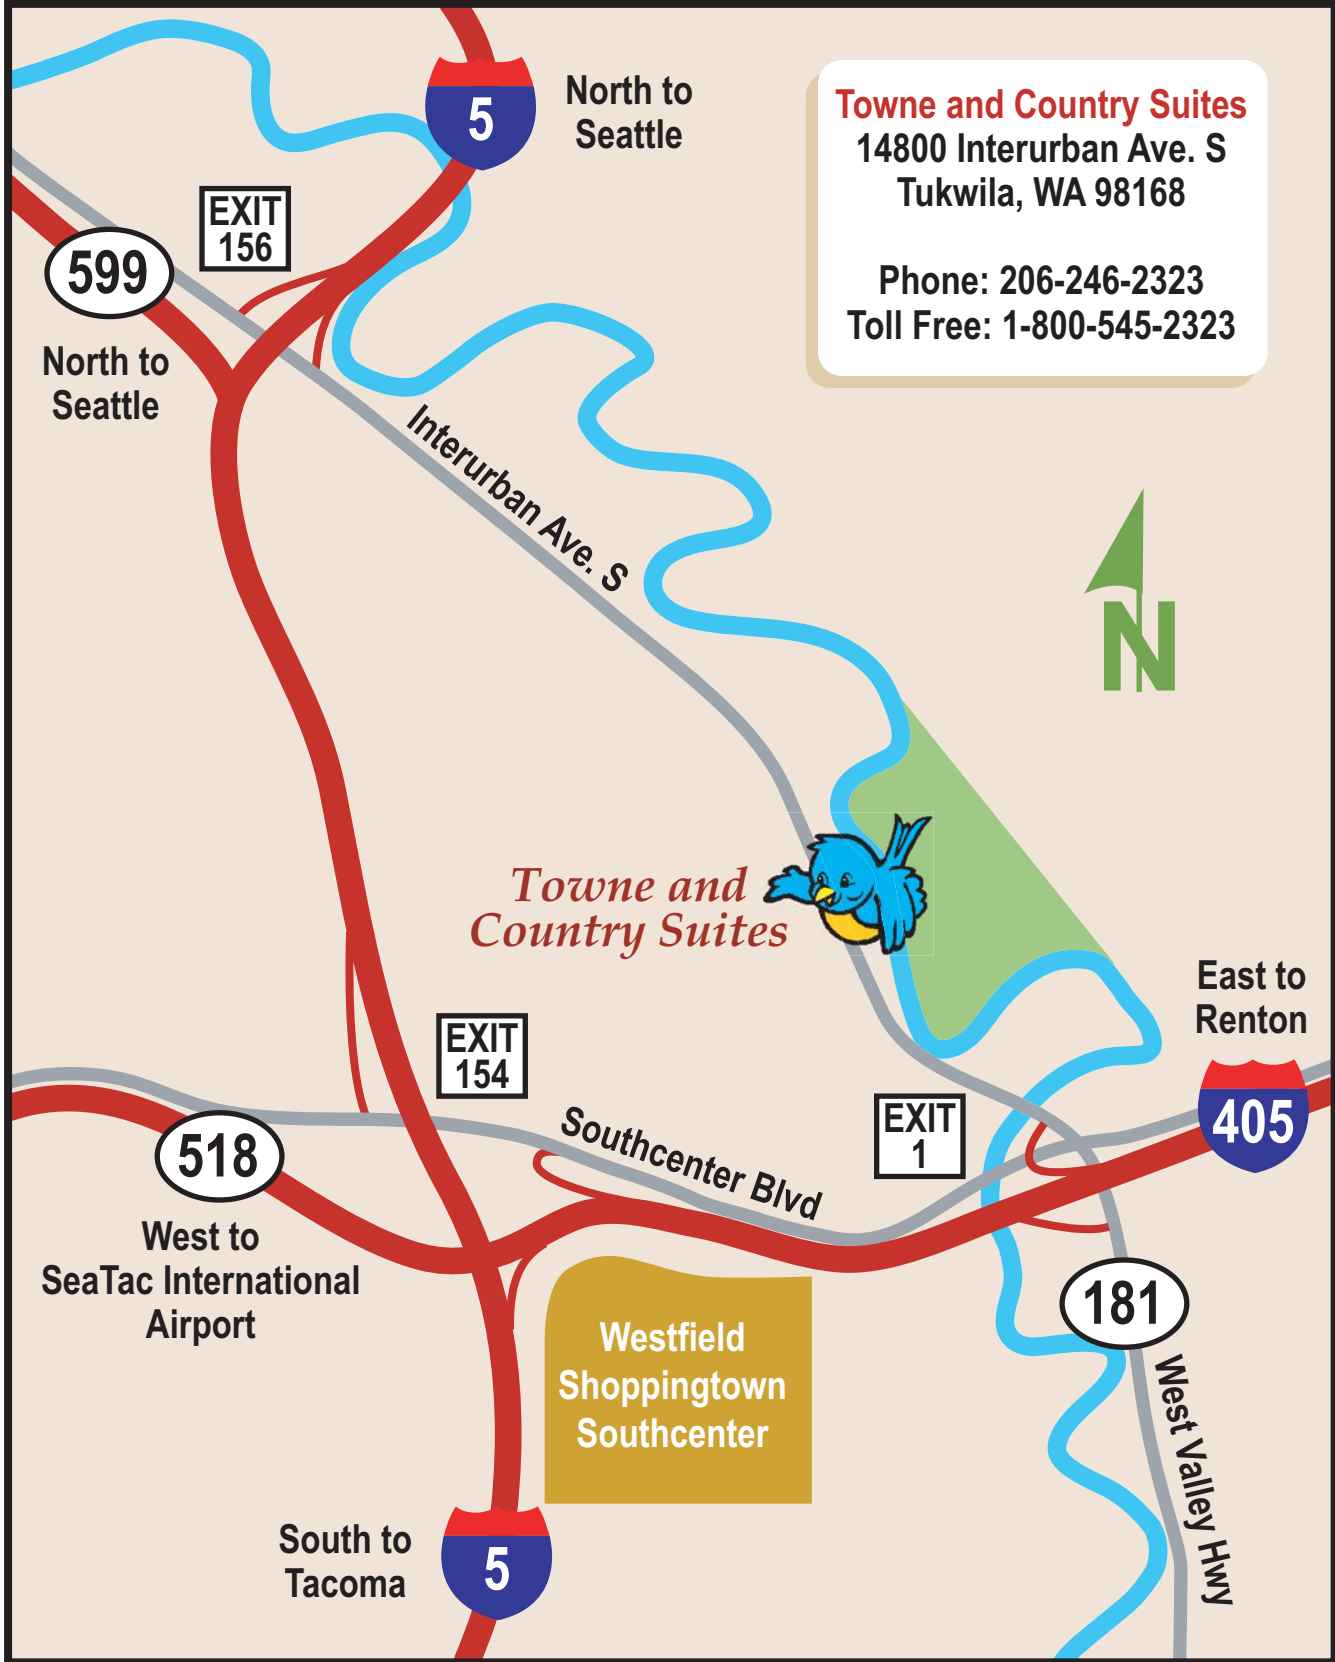 5
North to
Seattle
Towne and Country Suites
14800 Interurban Ave. S
Tukwila, WA 98168
Phone: 206-246-2323
Toll Free: 1-800-545-2323
EXIT
156
599
North to
Seattle
Interurban Ave. S
N
Towne and
Country Suites
East to
Renton
405
EXIT
154
EXIT
1
Southcenter Blvd
518
West to
SeaTac International
Airport
181
Westfield
Shoppingtown
Southcenter
West Valley Hwy
South to
Tacoma
5